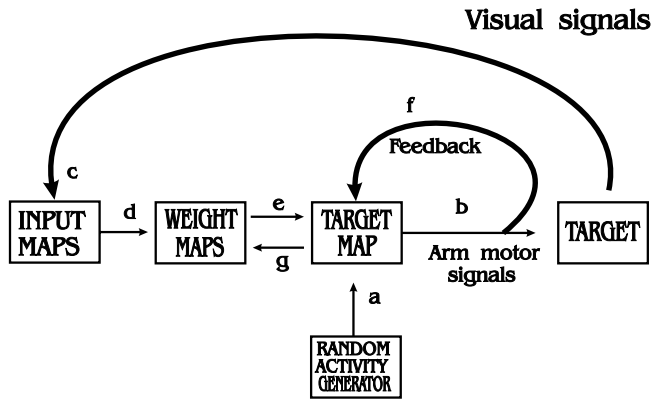 Visual signals
f
Feedback
c
INPUT
MAPS
d
WEIGHT
MAPS
e
g
TARGET
MAP
b
Arm motor
signals
TARGET
a
RANDOM
ACTIVITY
GENERATOR